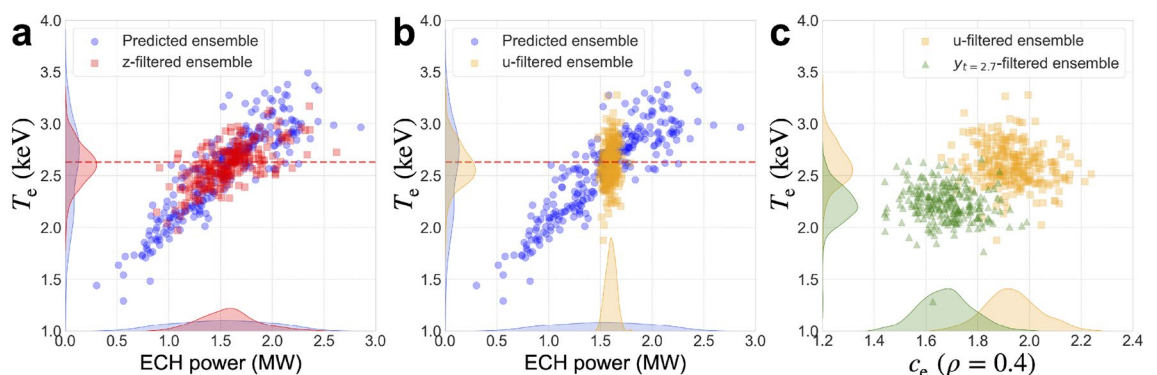 a
Predicted ensemble
z-filtered ensemble
4.0
3.5
3.0
2.5
2.0
1.5
1.0
Te (keV)
0.0 0.5 1.0 1.5 2.0 2.5 3.0
ECH power (MW)
b
Predicted ensemble
u-filtered ensemble
4.0
3.5
3.0
2.5
2.0
1.5
1.0
Te (keV)
0.0 0.5 1.0 1.5 2.0 2.5 3.0
ECH power (MW)
c
u-filtered ensemble
yt = 2.7-filtered ensemble
4.0
3.5
3.0
2.5
2.0
1.5
1.0
Te (keV)
1.2 1.4 1.6 1.8 2.0 2.2 2.4
ce (ρ = 0.4)